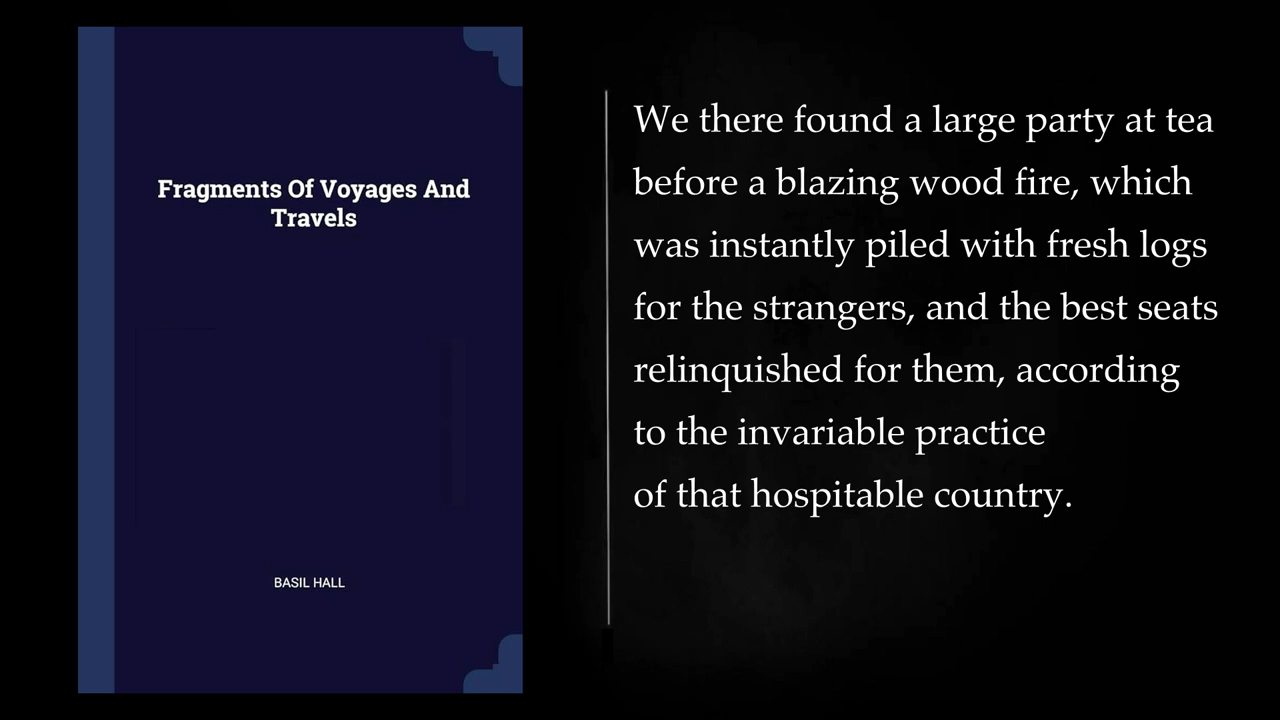 Fragments Of Voyages And
Travels
BASIL HALL
We there found a large party at tea
before a blazing wood fire, which
was instantly piled with fresh logs
for the strangers, and the best seats
relinquished for them, according
to the invariable practice
of that hospitable country.